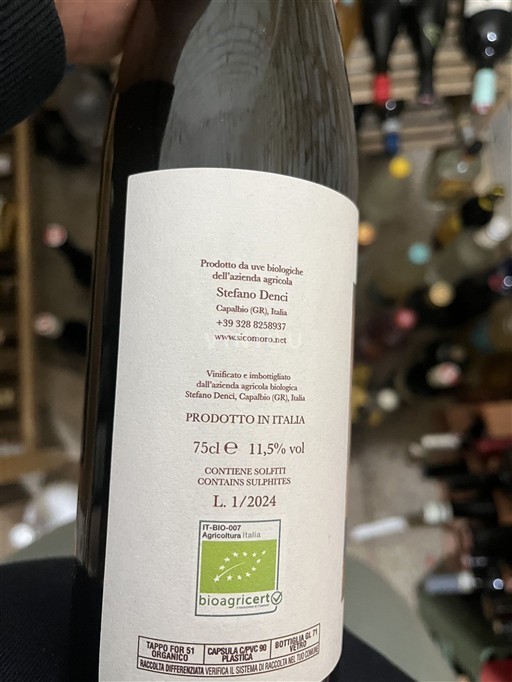 Prodotto da uve biologiche
dell'azienda agricola
Stefano Denci
Capalbio (GR), Italia
+39 328 8258937
www.sicomoro.net
Vinificato e imbottigliato
dall'azienda agricola biologica
Stefano Denci, Capalbio (GR), Italia
PRODOTTO IN ITALIA
75cl ℮ 11,5% vol
CONTIENE SOLFITI
CONTAINS SULPHITES
L. 1/2024
IT-BIO-007
Agricoltura Italia
bioagricert
TAPPO FOR 51 CAPSULA C/PVC 90 BOTTIGLIA GL 71
ORGANICO PLASTICA VETRO
RACCOLTA DIFFERENZIATA VERIFICA IL SISTEMA DI RACCOLTA NEL TUO COMUNE